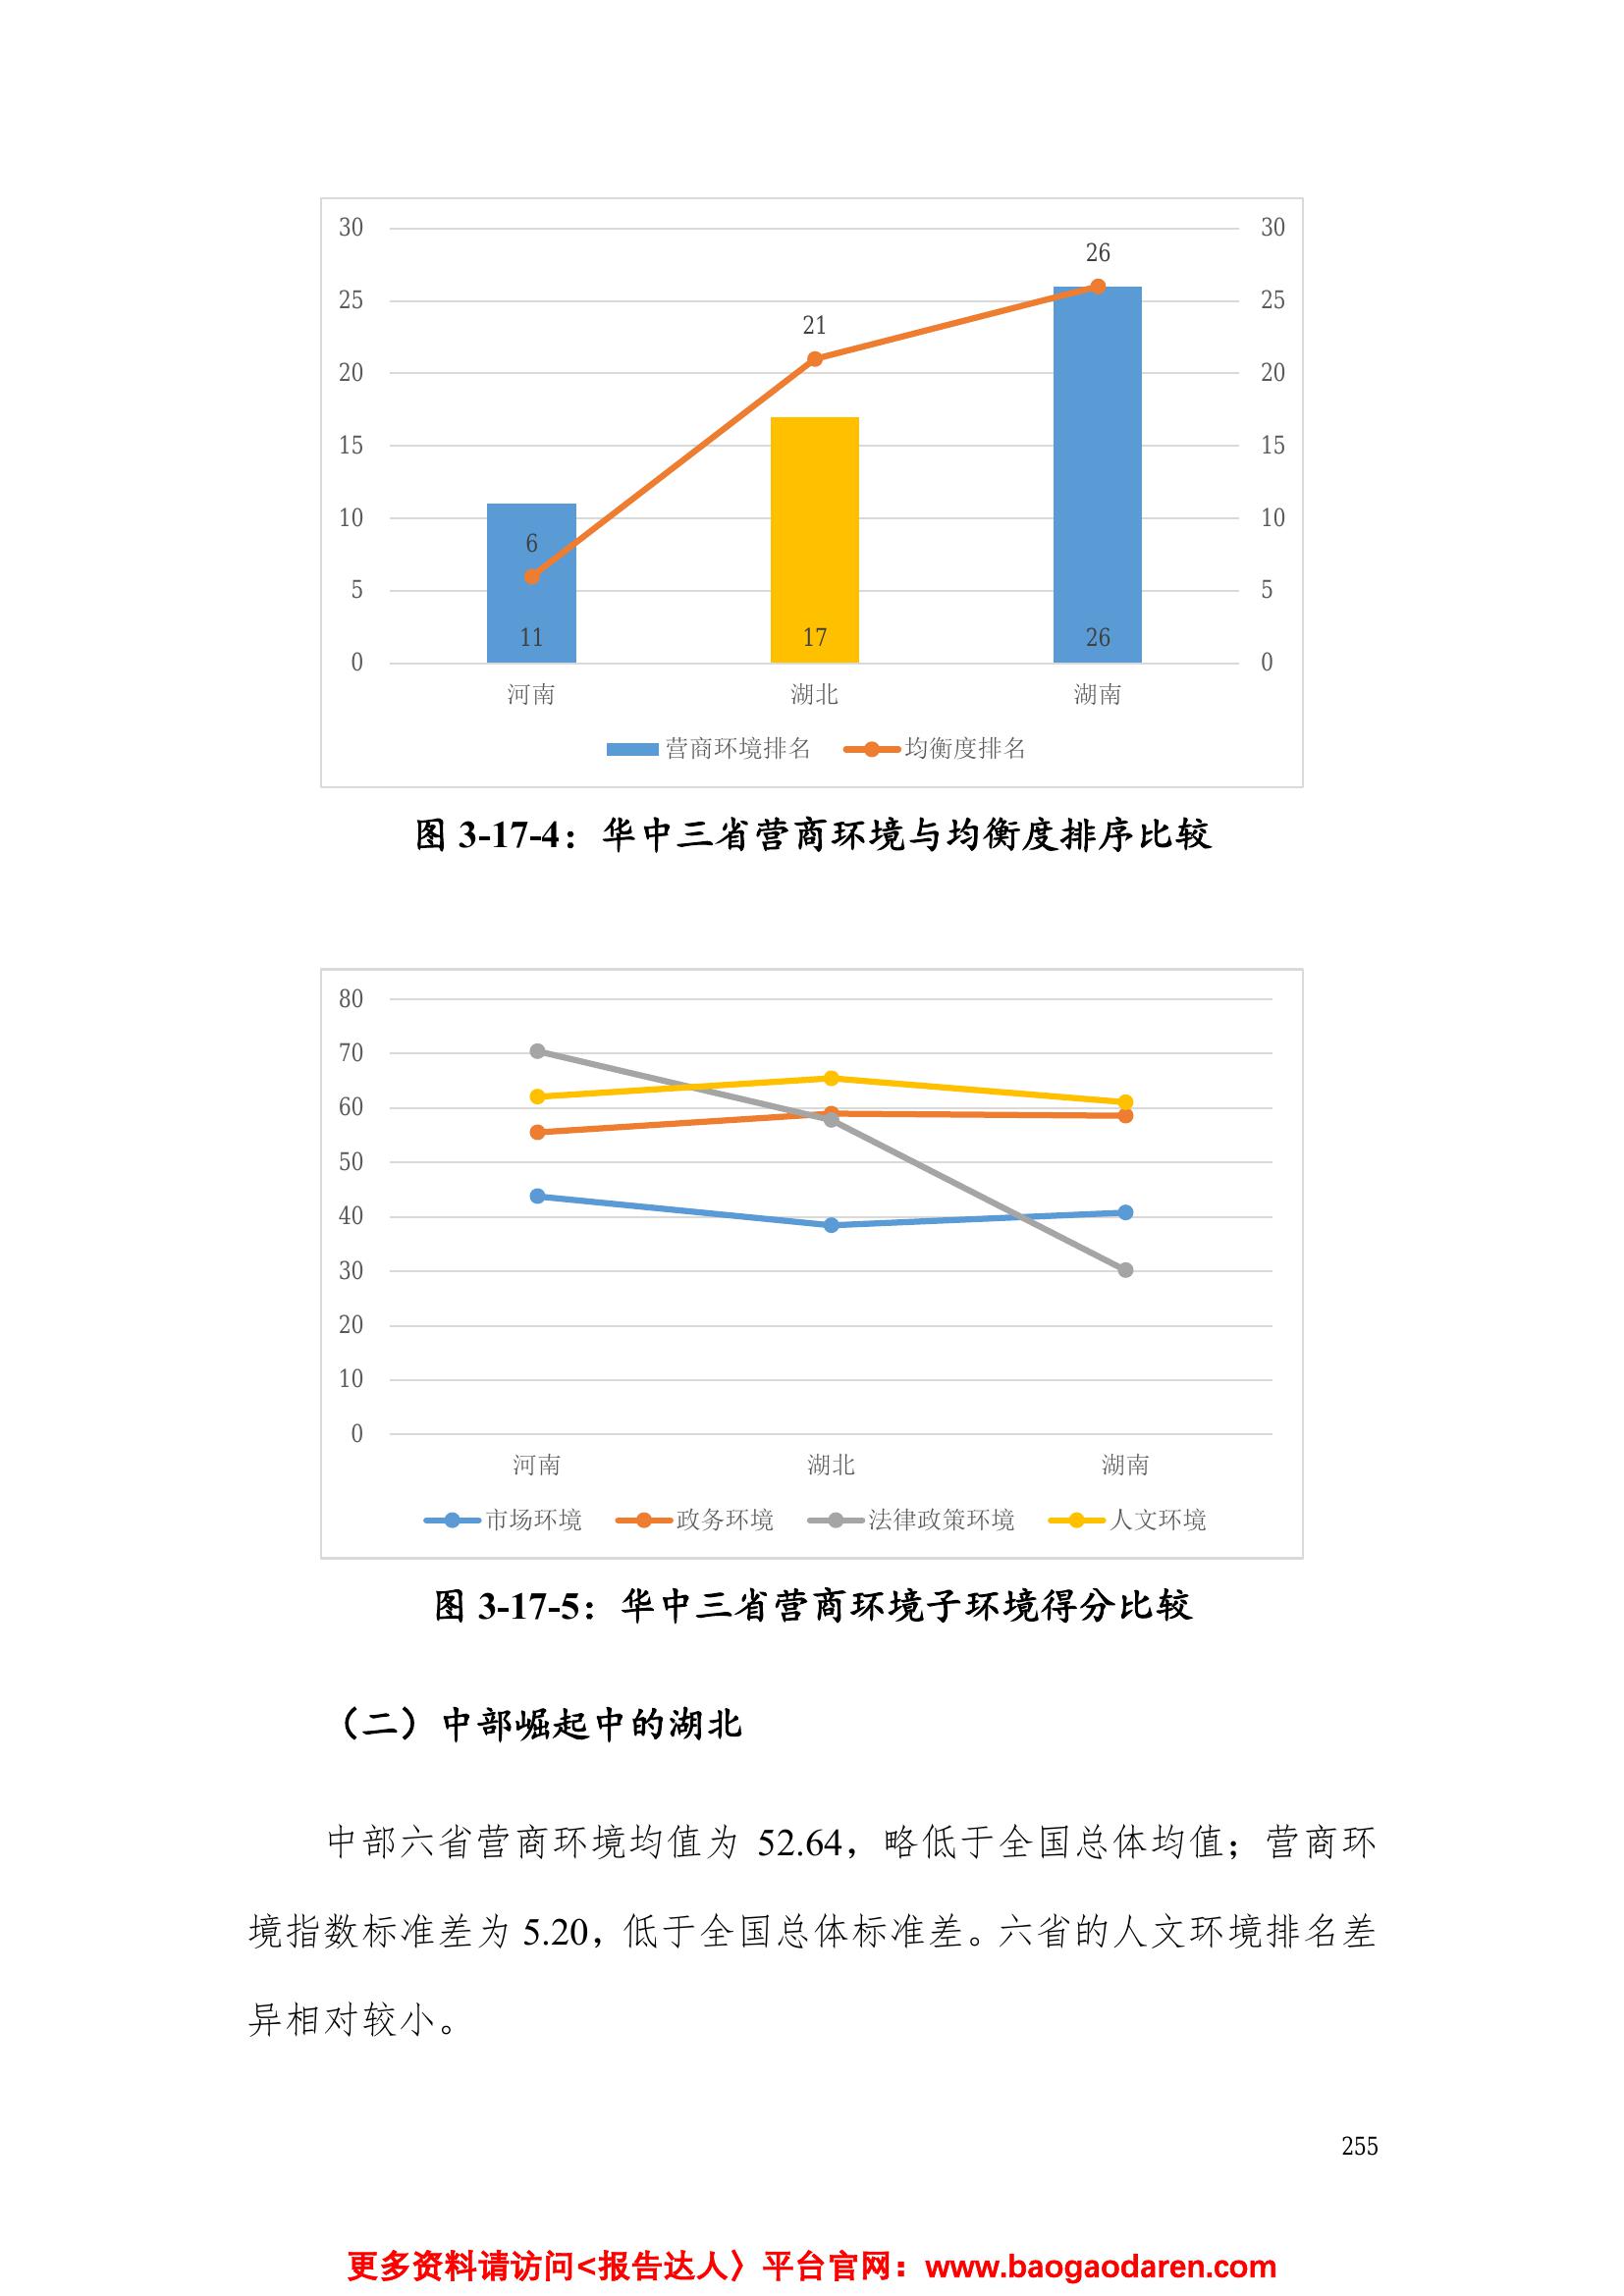 30 30
26
25 25
21
20 20
15 15
10 10
6
5 5
11 17 26
0 0
河南 湖北 湖南
营商环境排名 均衡度排名
图 3-17-4：华中三省营商环境与均衡度排序比较
80
70
60
50
40
30
20
10
0
河南 湖北 湖南
市场环境 政务环境 法律政策环境 人文环境
图 3-17-5：华中三省营商环境子环境得分比较
（二）中部崛起中的湖北
中部六省营商环境均值为 52.64，略低于全国总体均值；营商环
境指数标准差为 5.20，低于全国总体标准差。六省的人文环境排名差
异相对较小。
255
更多资料请访问<报告达人〉平台官网：www.baogaodaren.com